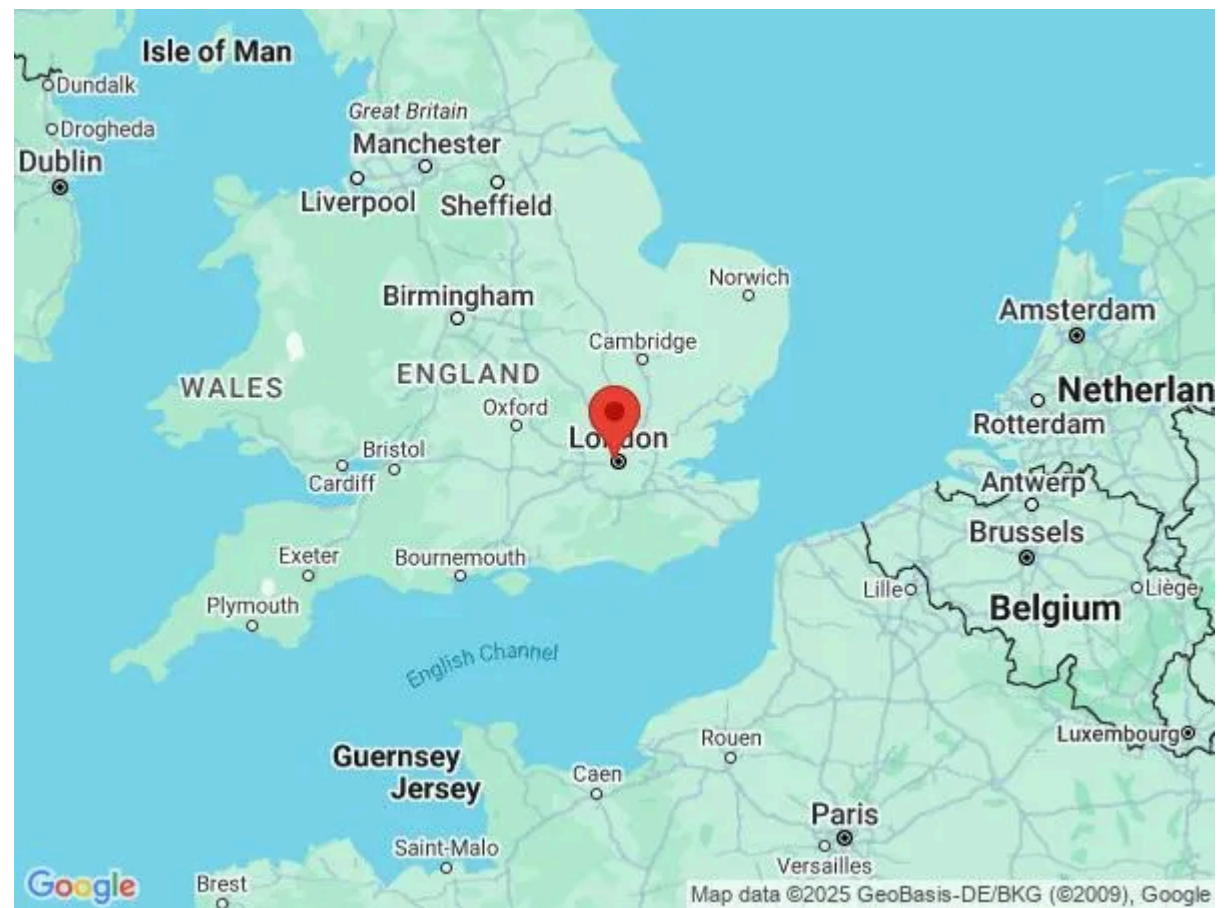 Isle of Man
Dundalk
Great Britain
Drogheda
Manchester
Dublin
Liverpool
Sheffield
Norwich
Birmingham
Amsterdam
Cambridge
ENGLAND
WALES
Netherlan
Oxford
Rotterdam
London
Bristol
Cardiff
Antwerp
Brussels
Exeter
Bournemouth
Lille
Liège
Plymouth
Belgium
English Channel
Luxembourg
Rouen
Guernsey
Caen
Jersey
Paris
Saint-Malo
Versailles
Google
Brest
Map data ©2025 GeoBasis-DE/BKG (©2009), Google